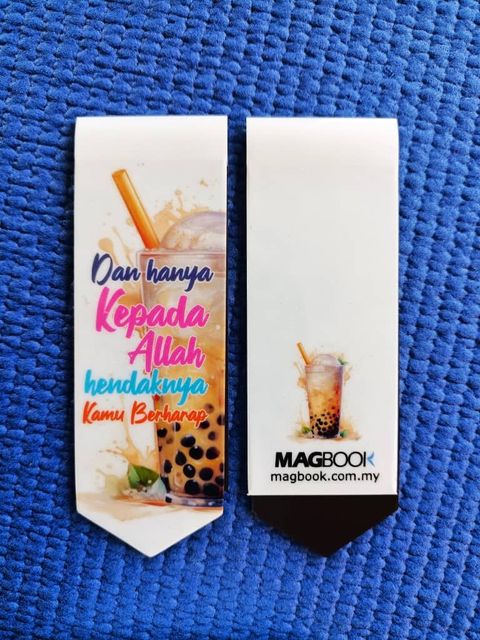 Dan hanya
Kepada
Allah
hendaknya
Kamu Berharap
MAGBOOK
magbook.com.my